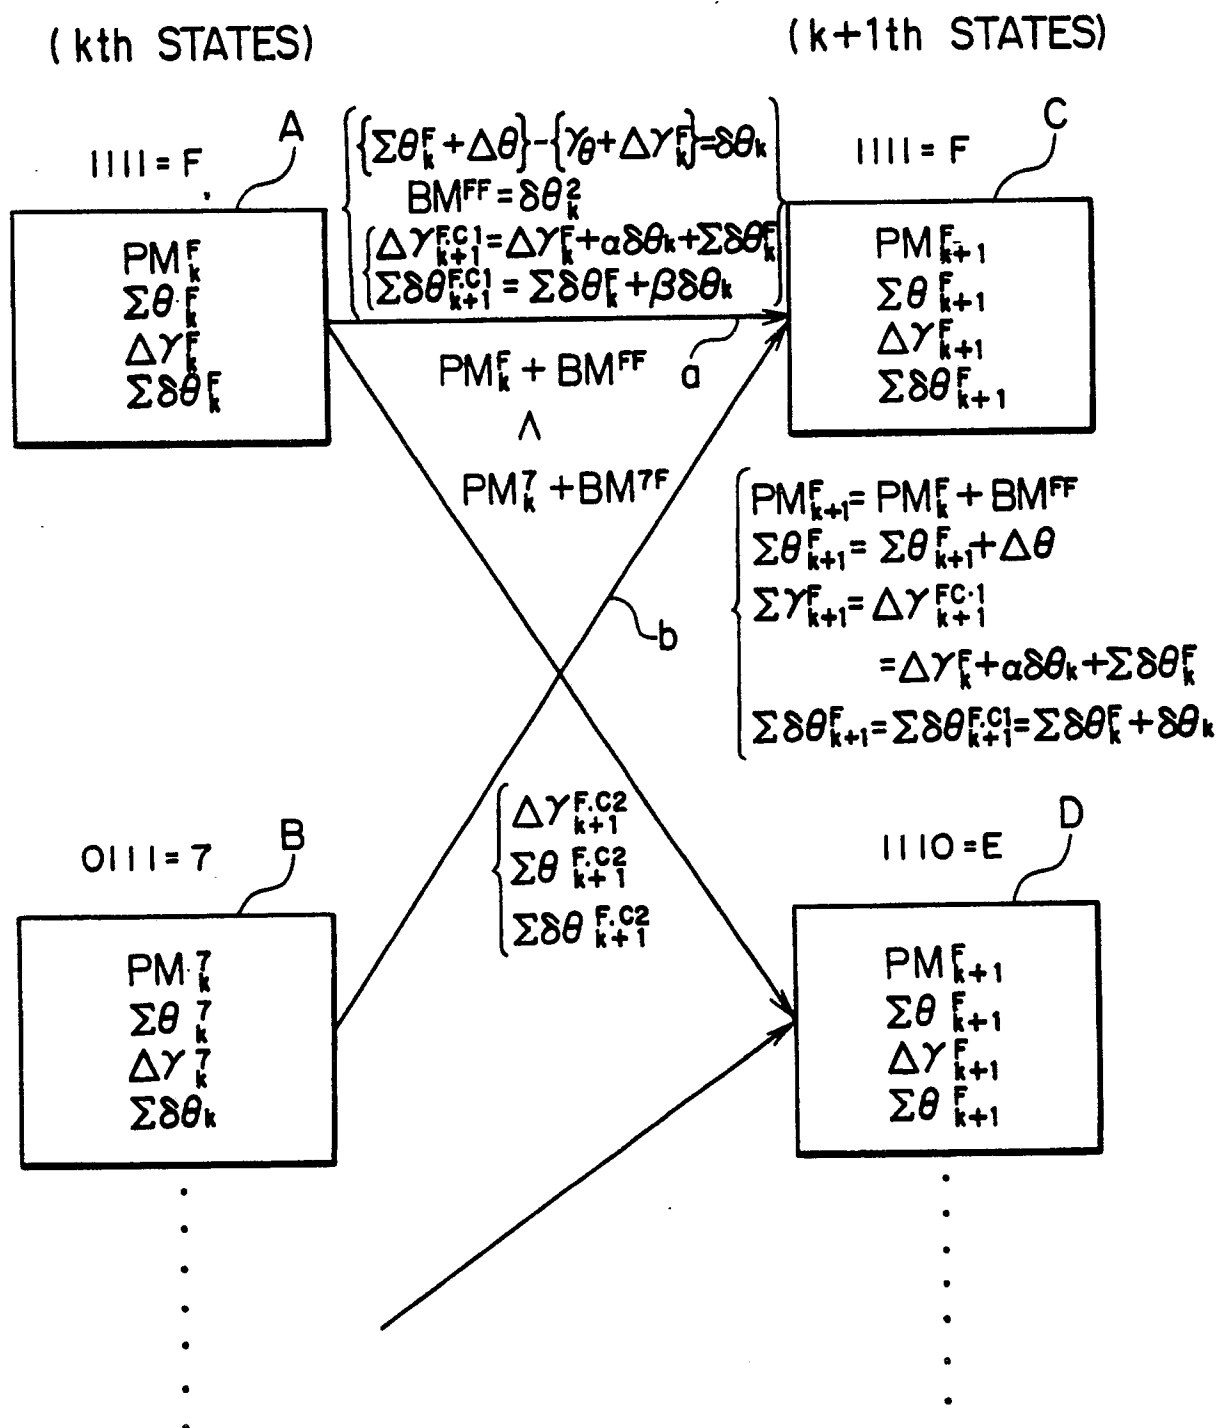 (kth STATES)
(k+1th STATES)
A
1111=F
PM^F_k
Σθ^F_k
Δγ^F_k
Σδθ^F_k
{Σθ^F_k+Δθ}-{γ_θ+Δγ^F_k}=δθ_k
BM^FF=δθ^2_k
Δγ^F.C1_k+1=Δγ^F_k+αδθ_k+Σδθ^F_k
Σδθ^F.C1_k+1=Σδθ^F_k+βδθ_k
a
PM^F_k+BM^FF
∧
PM^7_k+BM^7F
C
1111=F
PM^F_k+1
Σθ^F_k+1
Δγ^F_k+1
Σδθ^F_k+1
PM^F_k+1=PM^F_k+BM^FF
Σθ^F_k+1=Σθ^F_k+1+Δθ
Σγ^F_k+1=Δγ^FC·1_k+1
=Δγ^F_k+αδθ_k+Σδθ^F_k
Σδθ^F_k+1=Σδθ^F.C1_k+1=Σδθ^F_k+δθ_k
b
Δγ^F.C2_k+1
Σθ^F.C2_k+1
Σδθ^F.C2_k+1
B
0111=7
PM^7_k
Σθ^7_k
Δγ^7_k
Σδθ_k
D
1110=E
PM^F_k+1
Σθ^F_k+1
Δγ^F_k+1
Σθ^F_k+1